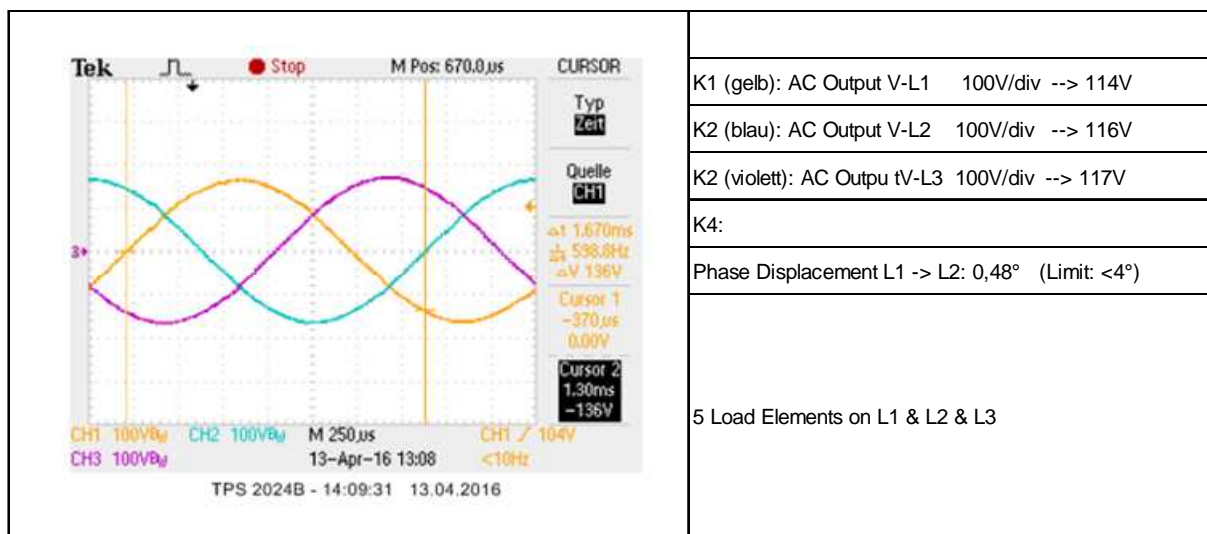 Tek Stop M Pos: 670.0µs CURSOR
Typ
Zeit
Quelle
CH1
Δt 1.670ms
1/Δt 598.8Hz
ΔV 136V
Cursor 1
-370µs
0.00V
Cursor 2
1.30ms
-136V
3
CH1 100VBw CH2 100VBw M 250µs CH1 / 104V
CH3 100VBw 13-Apr-16 13:08 <10Hz
TPS 2024B - 14:09:31 13.04.2016
K1 (gelb): AC Output V-L1 100V/div --> 114V
K2 (blau): AC Output V-L2 100V/div --> 116V
K2 (violett): AC Outpu tV-L3 100V/div --> 117V
K4:
Phase Displacement L1 -> L2: 0,48° (Limit: <4°)
5 Load Elements on L1 & L2 & L3